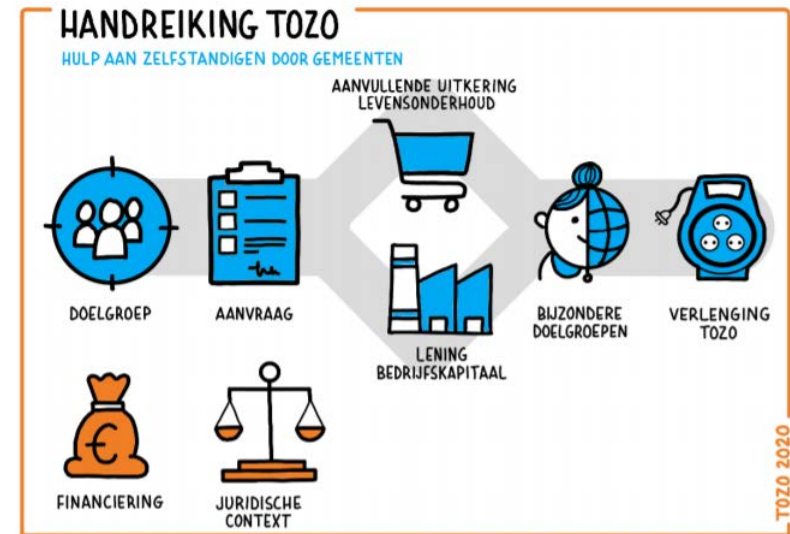 HANDREIKING TOZO
HULP AAN ZELFSTANDIGEN DOOR GEMEENTEN
AANVULLENDE UITKERING
LEVENSONDERHOUD
DOELGROEP
AANVRAAG
LENING
BEDRIJFSKAPITAAL
BIJZONDERE
DOELGROEPEN
VERLENGING
TOZO
€
FINANCIERING
JURIDISCHE
CONTEXT
TOZO 2020